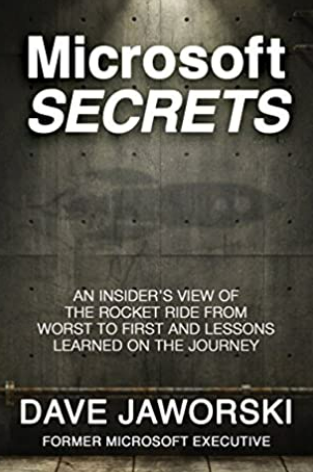 Microsoft
SECRETS
AN INSIDER'S VIEW OF
THE ROCKET RIDE FROM
WORST TO FIRST AND LESSONS
LEARNED ON THE JOURNEY
DAVE JAWORSKI
FORMER MICROSOFT EXECUTIVE